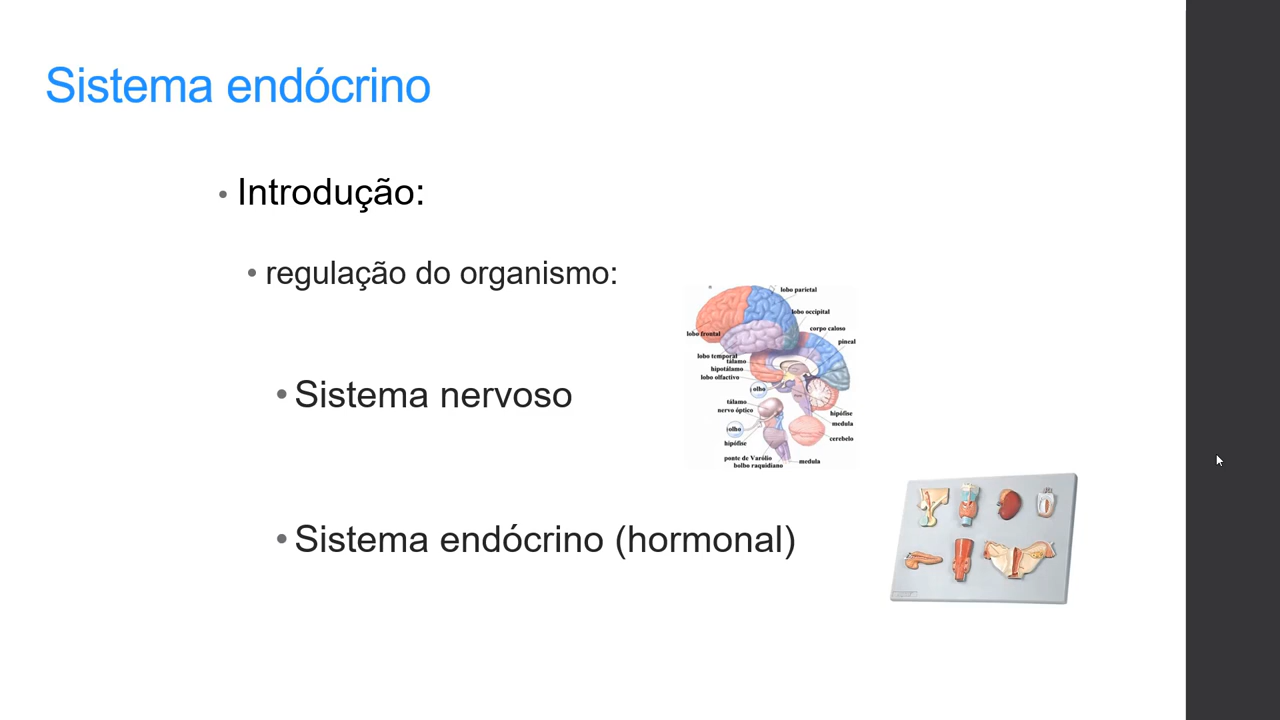 Sistema endócrino
• Introdução:
• regulação do organismo:
lobo parietal
lobo occipital
corpo caloso
lobo frontal
pineal
lobo temporal
tálamo
hipotálamo
lobo olfactivo
olho
• Sistema nervoso
tálamo
nervo óptico
hipófise
medula
olho
cerebelo
hipófise
ponte de Varólio
bolbo raquidiano
medula
• Sistema endócrino (hormonal)